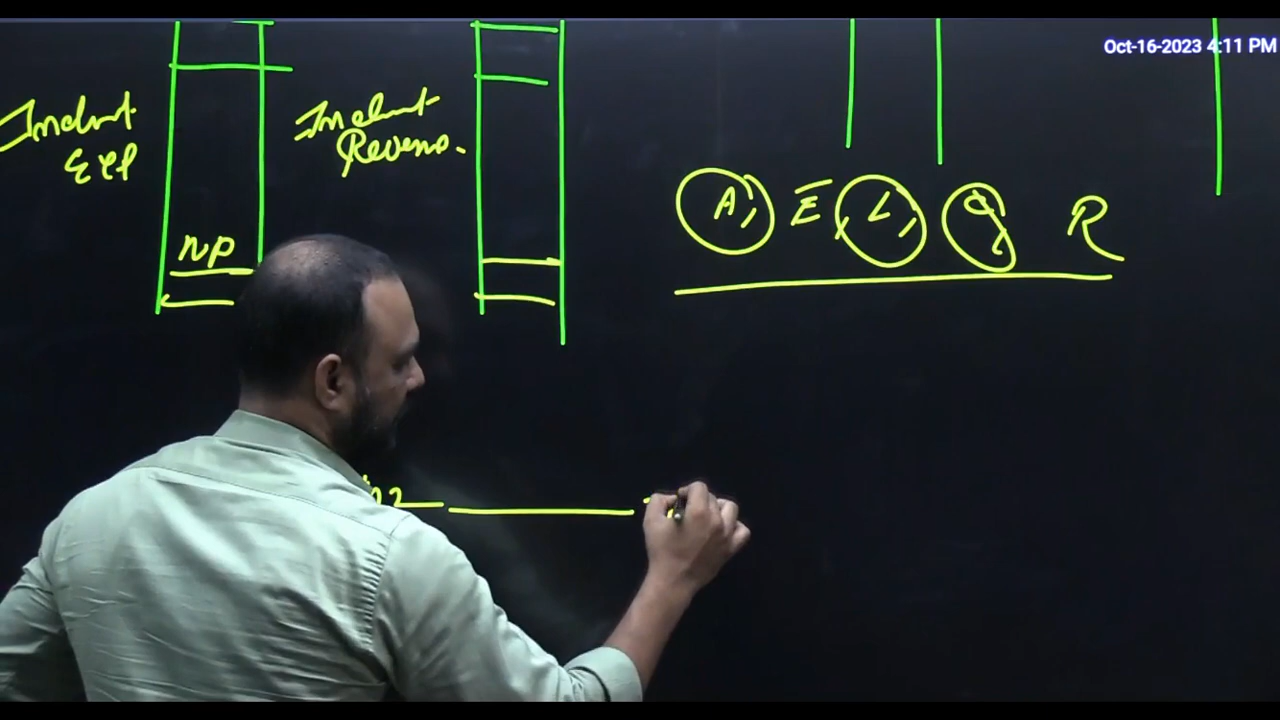 Oct-16-2023 4:11 PM
Indirect
Exp
Indirect
Revenue
NP
A, E L, Q, R